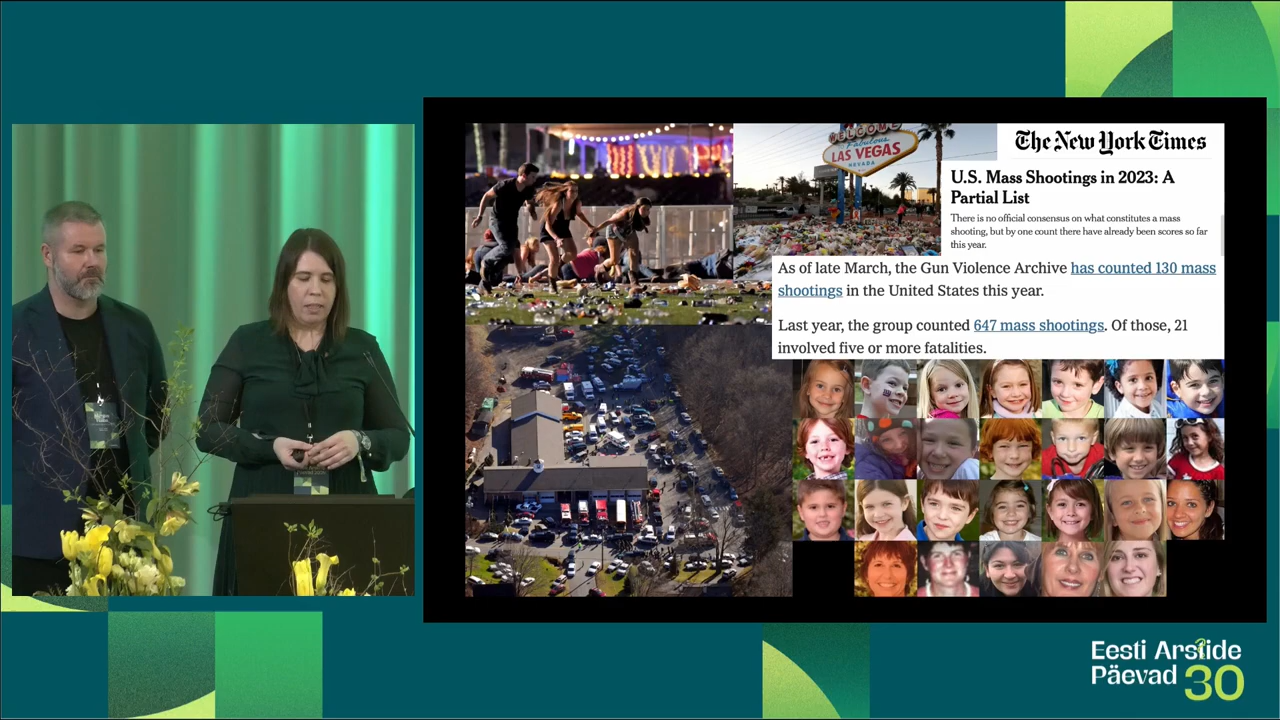 WELCOME
TO
Fabulous
LAS VEGAS
NEVADA
The New York Times
U.S. Mass Shootings in 2023: A
Partial List
There is no official consensus on what constitutes a mass
shooting, but by one count there have already been scores so far
this year.
As of late March, the Gun Violence Archive has counted 130 mass
shootings in the United States this year.
Last year, the group counted 647 mass shootings. Of those, 21
involved five or more fatalities.
Eesti Arstide
Päevad 30